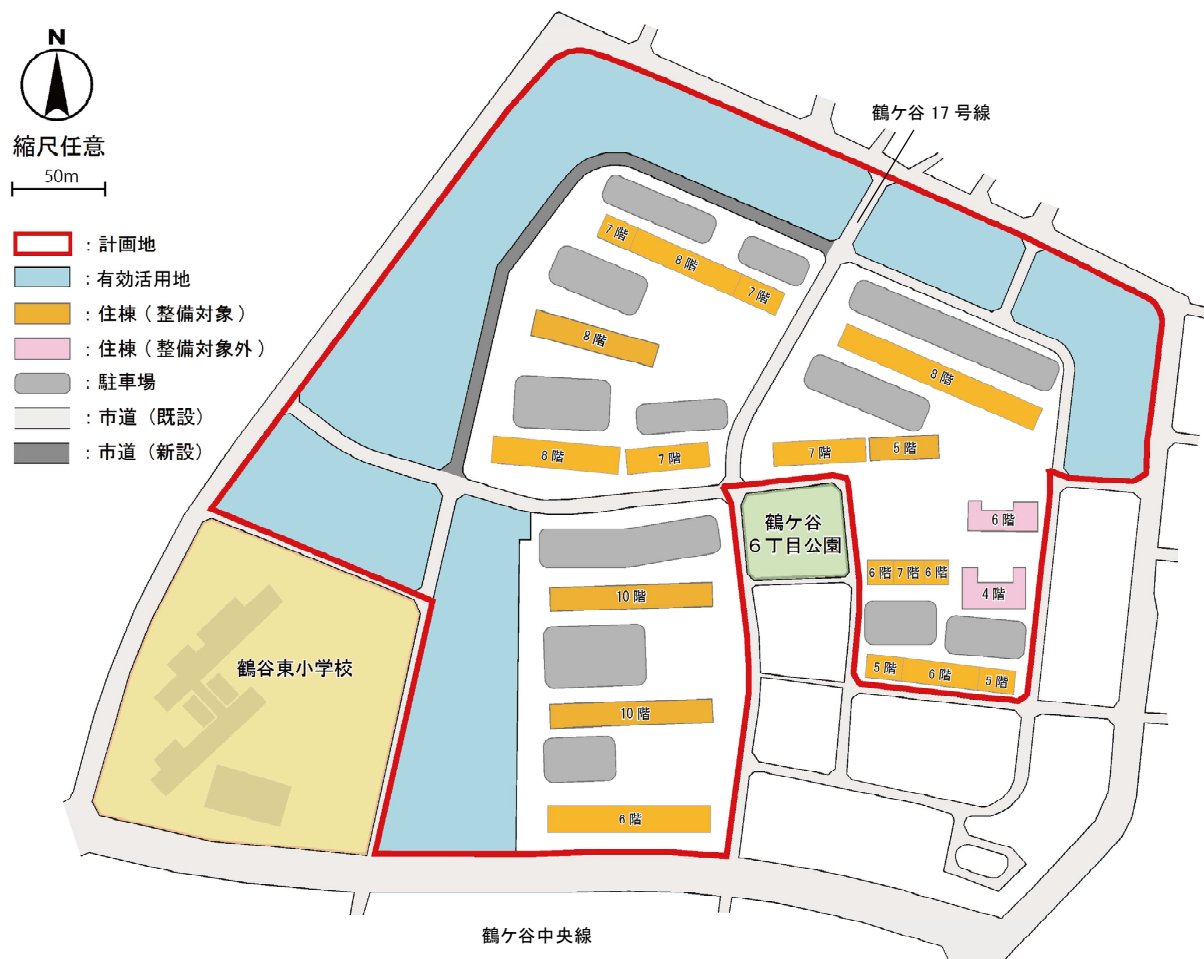 N
縮尺任意
50m
：計画地
：有効活用地
：住棟（整備対象）
：住棟（整備対象外）
：駐車場
：市道（既設）
：市道（新設）
鶴ケ谷 17 号線
7 階
8 階
7 階
8 階
8 階
7 階
8 階
7 階
5 階
鶴ケ谷
６丁目公園
6 階
6 階
7 階
6 階
4 階
10 階
5 階
6 階
5 階
鶴谷東小学校
10 階
6 階
鶴ケ谷中央線